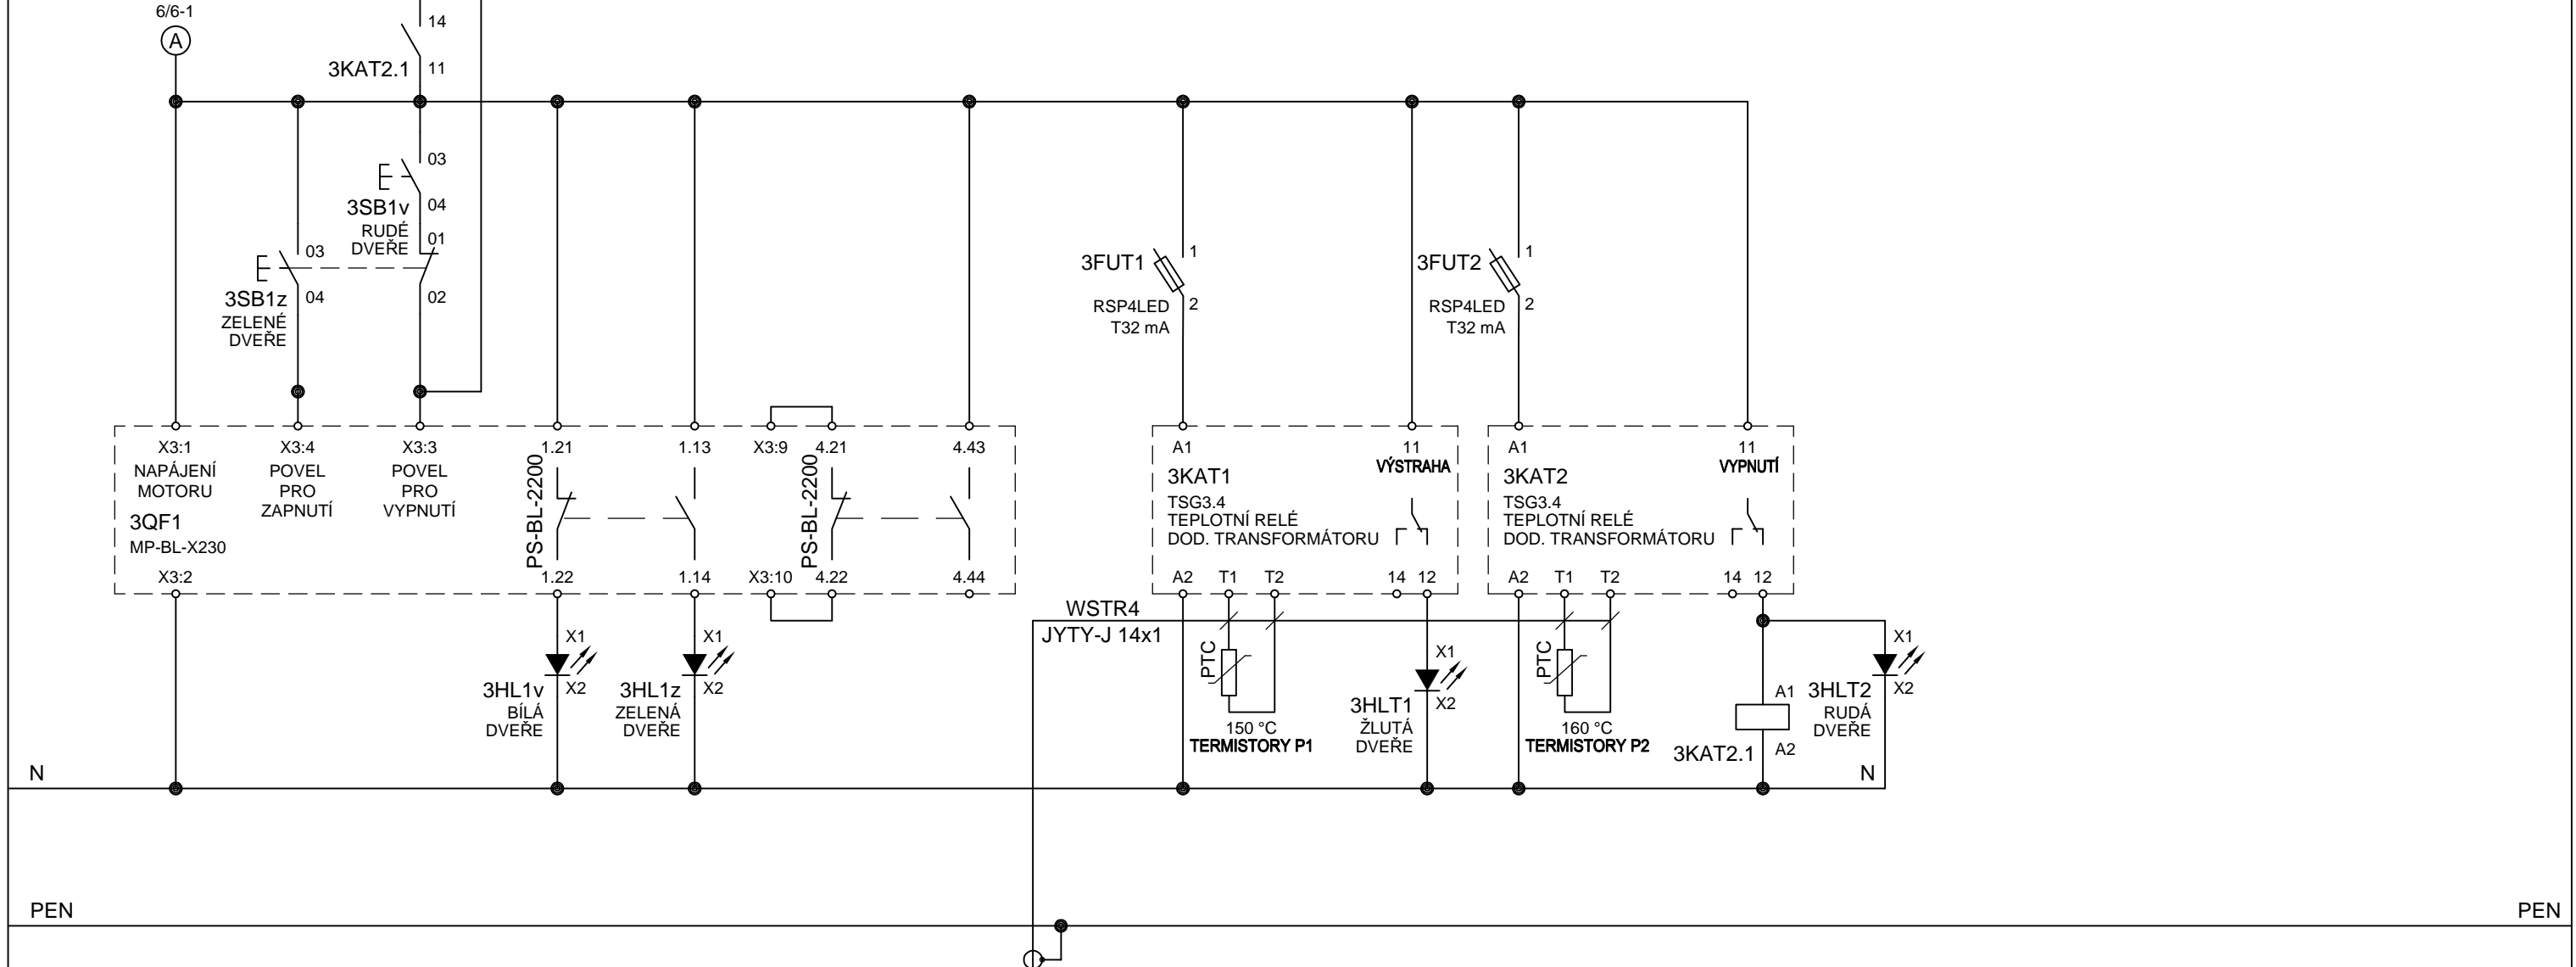 6/6-1
A
14
3KAT2.1
11
03
3SB1v
04
RUDÉ
DVEŘE
01
02
03
3SB1z
04
ZELENÉ
DVEŘE
3FUT1
1
RSP4LED
2
T32 mA
3FUT2
1
RSP4LED
2
T32 mA
X3:1
NAPÁJENÍ
MOTORU
3QF1
MP-BL-X230
X3:2
X3:4
POVEL
PRO
ZAPNUTÍ
X3:3
POVEL
PRO
VYPNUTÍ
1.21
PS-BL-2200
1.22
1.13
1.14
X3:9
X3:10
4.21
PS-BL-2200
4.22
4.43
4.44
A1
11
VÝSTRAHA
3KAT1
TSG3.4
TEPLOTNÍ RELÉ
DOD. TRANSFORMÁTORU
A2 T1 T2 14 12
A1
11
VYPNUTÍ
3KAT2
TSG3.4
TEPLOTNÍ RELÉ
DOD. TRANSFORMÁTORU
A2 T1 T2 14 12
WSTR4
JYTY-J 14x1
X1
3HL1v
X2
BÍLÁ
DVEŘE
X1
3HL1z
X2
ZELENÁ
DVEŘE
PTC
150 °C
TERMISTORY P1
X1
3HLT1
X2
ŽLUTÁ
DVEŘE
PTC
160 °C
TERMISTORY P2
A1
3KAT2.1
A2
X1
3HLT2
X2
RUDÁ
DVEŘE
N
N
PEN
PEN